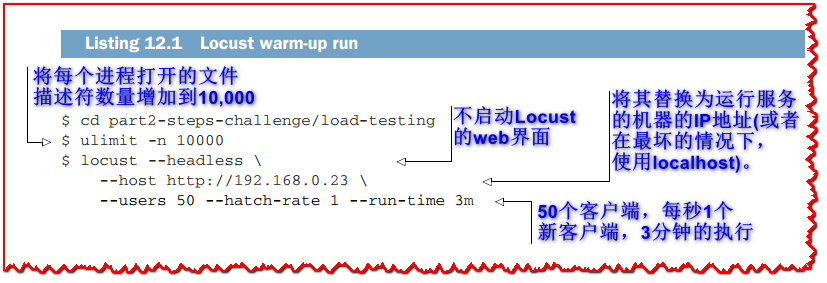 Listing 12.1 Locust warm-up run
将每个进程打开的文件
描述符数量增加到10,000
$ cd part2-steps-challenge/load-testing
$ ulimit -n 10000
$ locust --headless \
--host http://192.168.0.23 \
--users 50 --hatch-rate 1 --run-time 3m
不启动Locust
的web界面
将其替换为运行服务
的机器的IP地址(或者
在最坏的情况下，
使用localhost)。
50个客户端，每秒1个
新客户端，3分钟的执行